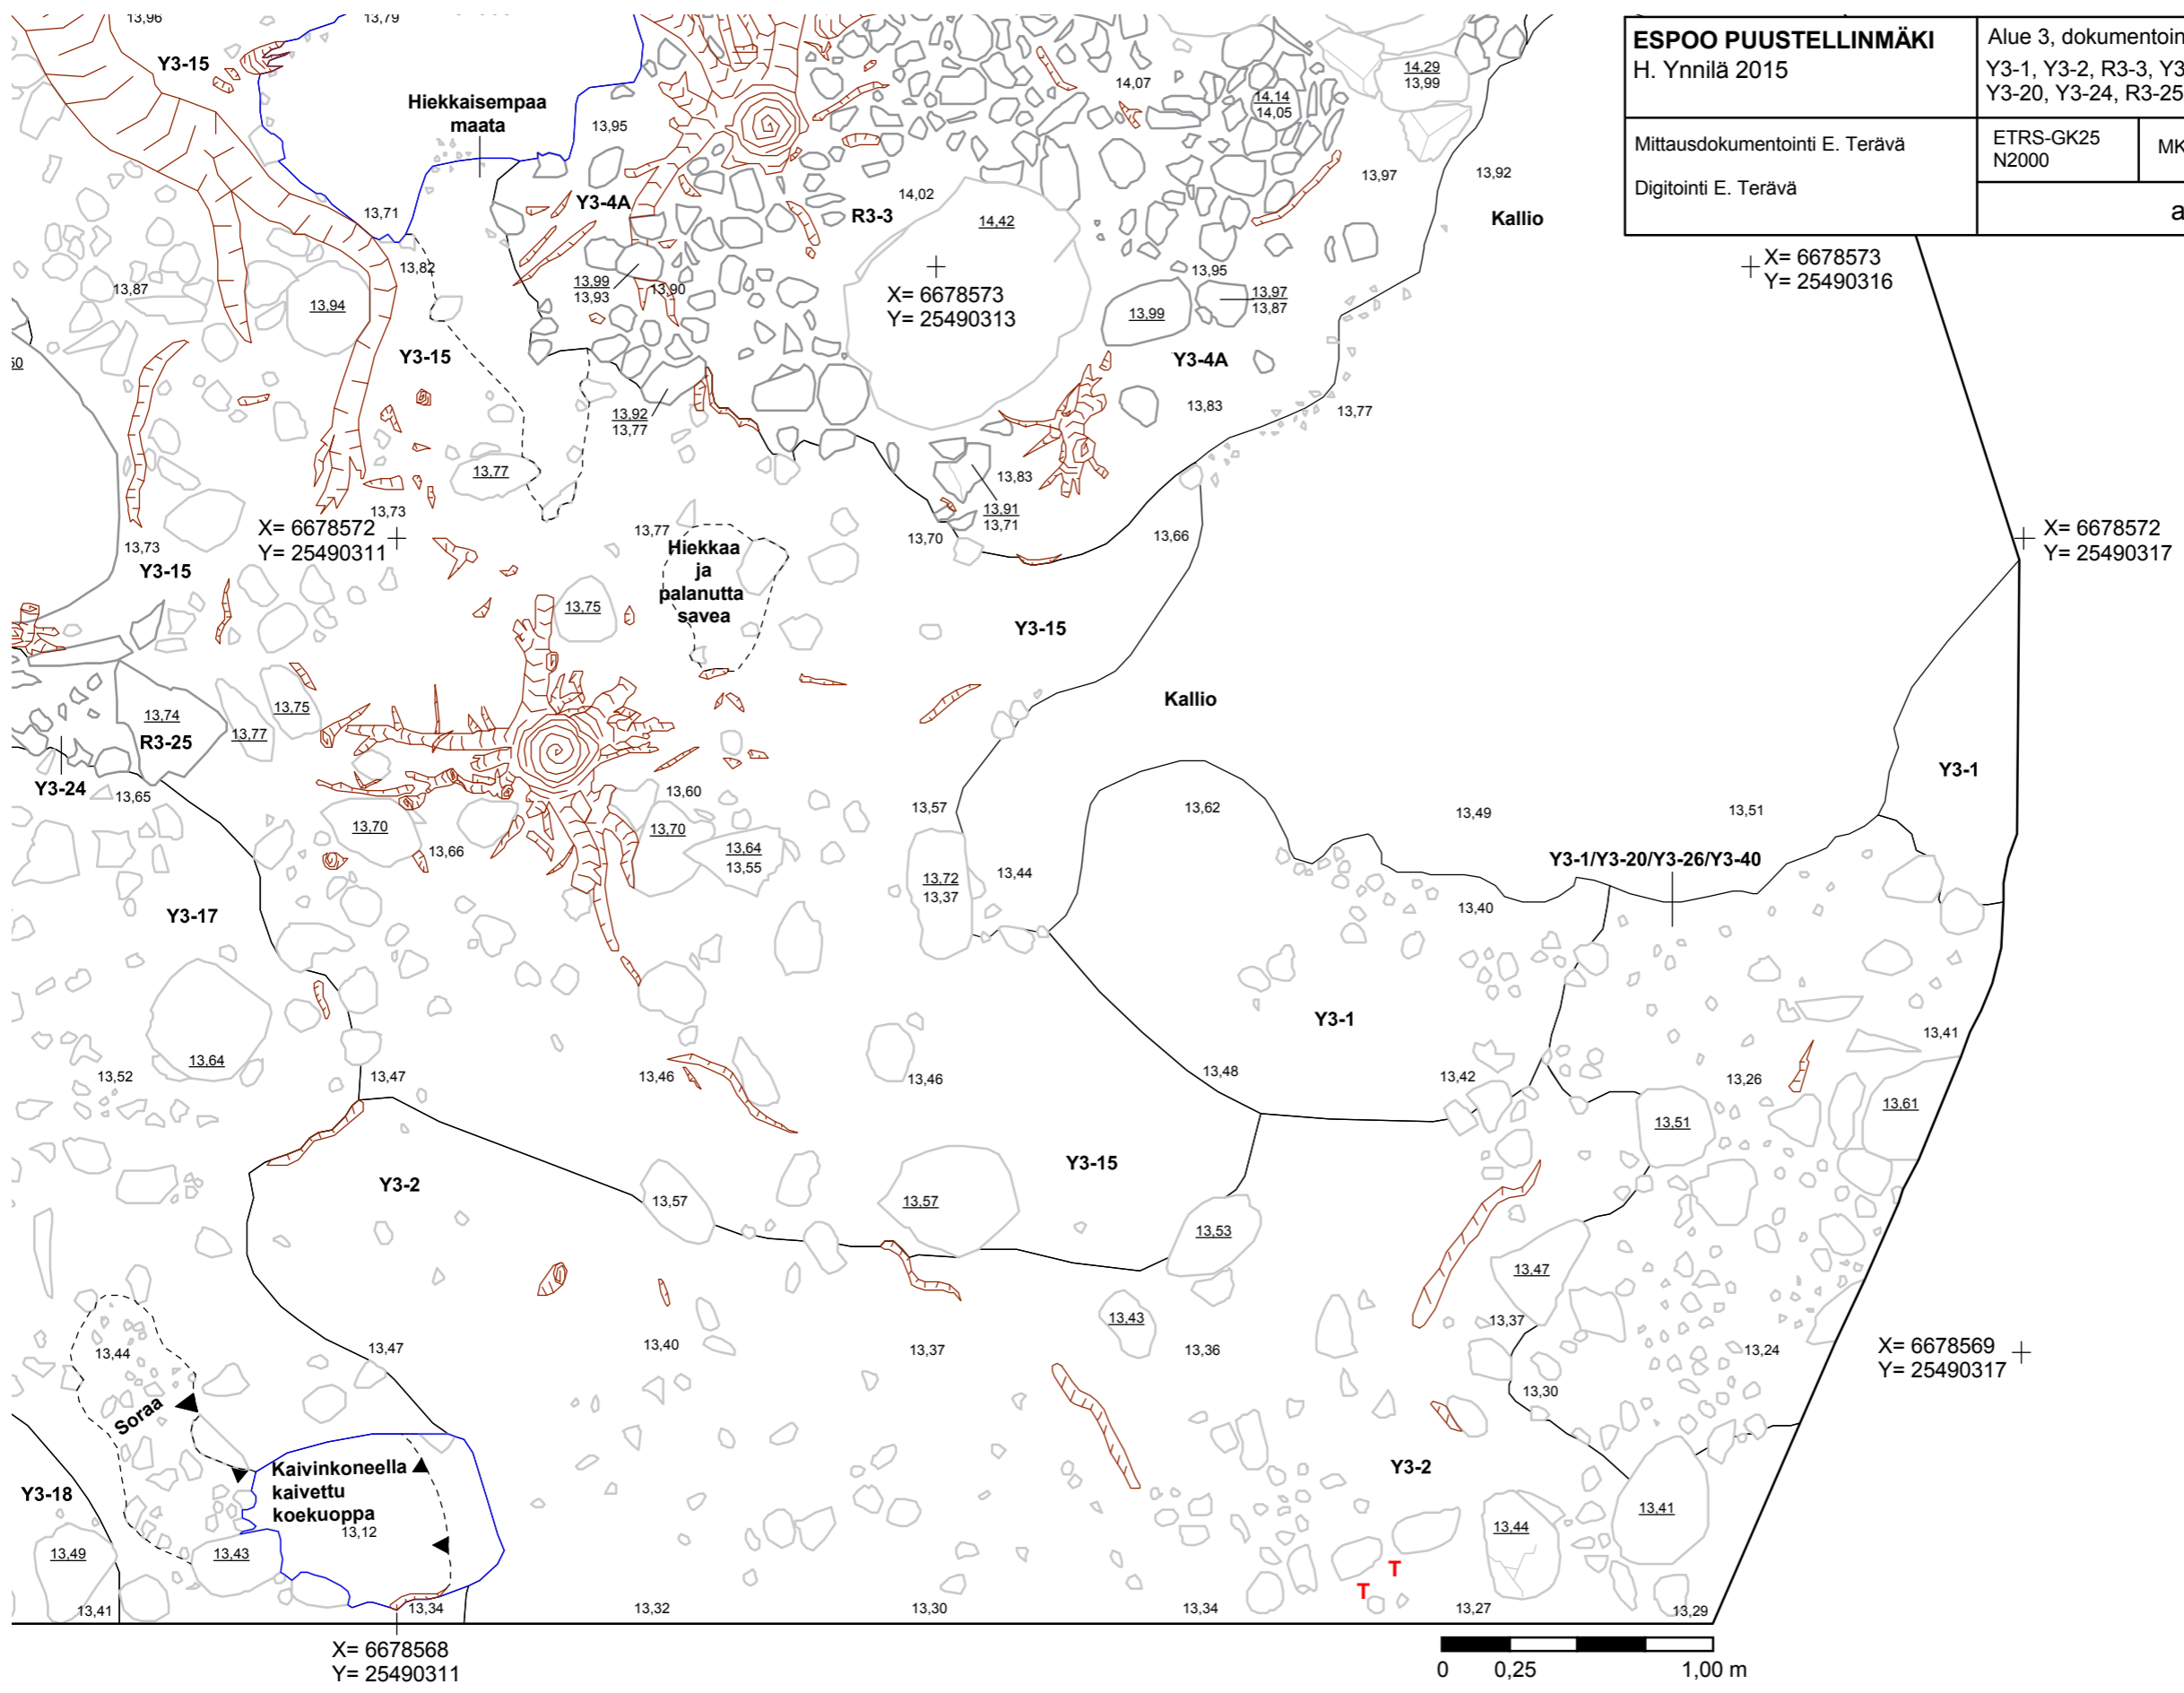 13,96
13,79
ESPOO PUUSTELLINMÄKI
H. Ynnilä 2015
Alue 3, dokumentoin
Y3-1, Y3-2, R3-3, Y3
Y3-20, Y3-24, R3-25
Mittausdokumentointi E. Terävä
Digitointi E. Terävä
ETRS-GK25
N2000
MK
a
Y3-15
Hiekkaisempaa
maata
13,95
14,07
14,14
14,05
14,29
13,99
13,97
13,92
Kallio
13,71
Y3-4A
14,02
R3-3
14,42
13,82
13,87
13,94
13,99
13,93
13,90
X= 6678573
Y= 25490313
13,95
13,97
13,87
13,99
X= 6678573
Y= 25490316
50
Y3-15
Y3-4A
13,92
13,77
13,83
13,77
13,77
13,83
13,91
13,71
13,73
X= 6678572
Y= 25490311
13,77
13,70
13,66
X= 6678572
Y= 25490317
13,73
Y3-15
Hiekkaa
ja
palanutta
savea
13,75
Y3-15
13,74
R3-25
13,75
13,77
Kallio
Y3-24
13,65
13,60
13,57
13,62
13,49
13,51
Y3-1
13,70
13,66
13,70
13,64
13,55
13,72
13,37
13,44
Y3-1/Y3-20/Y3-26/Y3-40
13,40
Y3-17
Y3-1
13,41
13,64
13,52
13,47
13,46
13,46
13,48
13,42
13,26
13,61
13,51
Y3-2
Y3-15
13,57
13,57
13,53
13,47
13,43
13,37
13,44
13,47
13,40
13,37
13,36
13,24
X= 6678569
Y= 25490317
13,30
Soraa
Kaivinkoneella
kaivettu
koekuoppa
13,12
Y3-18
Y3-2
13,41
13,44
13,49
13,43
T
T
13,41
13,34
13,32
13,30
13,34
13,27
13,29
X= 6678568
Y= 25490311
0 0,25 1,00 m